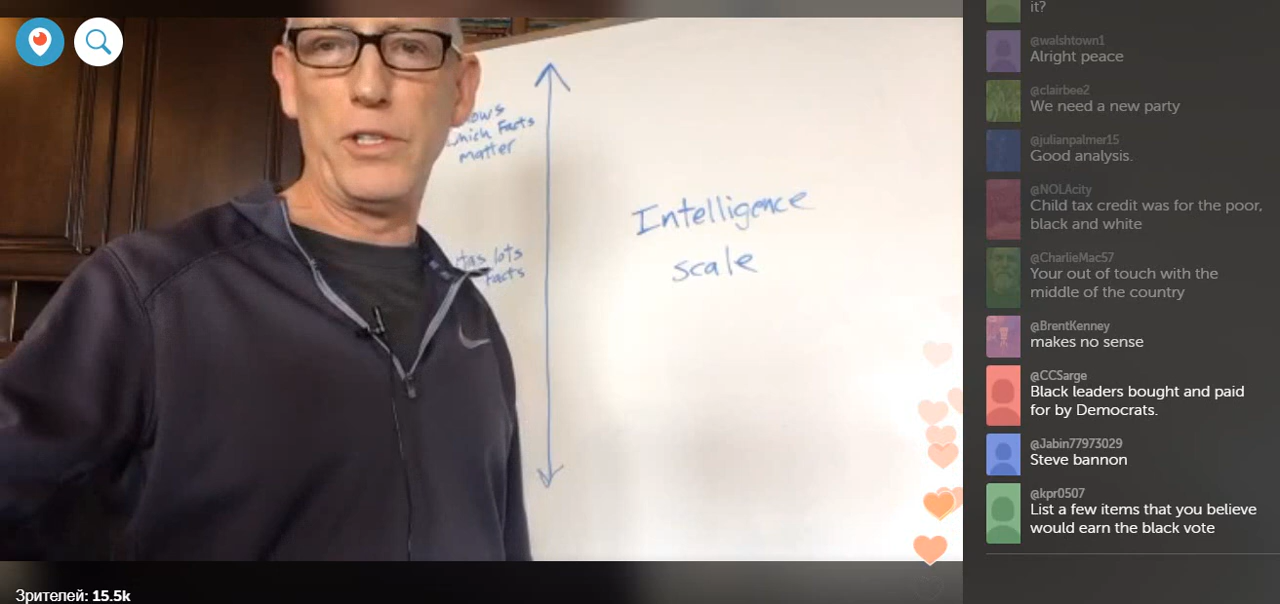 ows
which Facts
matter
Has lots
Facts
Intelligence
scale
Зрителей: 15.5k
it?
@walshtown1
Alright peace
@clairbee2
We need a new party
@julianpalmer15
Good analysis.
@NOLAcity
Child tax credit was for the poor,
black and white
@CharlieMac57
Your out of touch with the
middle of the country
@BrentKenney
makes no sense
@CCSarge
Black leaders bought and paid
for by Democrats.
@Jabin77973029
Steve bannon
@kpr0507
List a few items that you believe
would earn the black vote